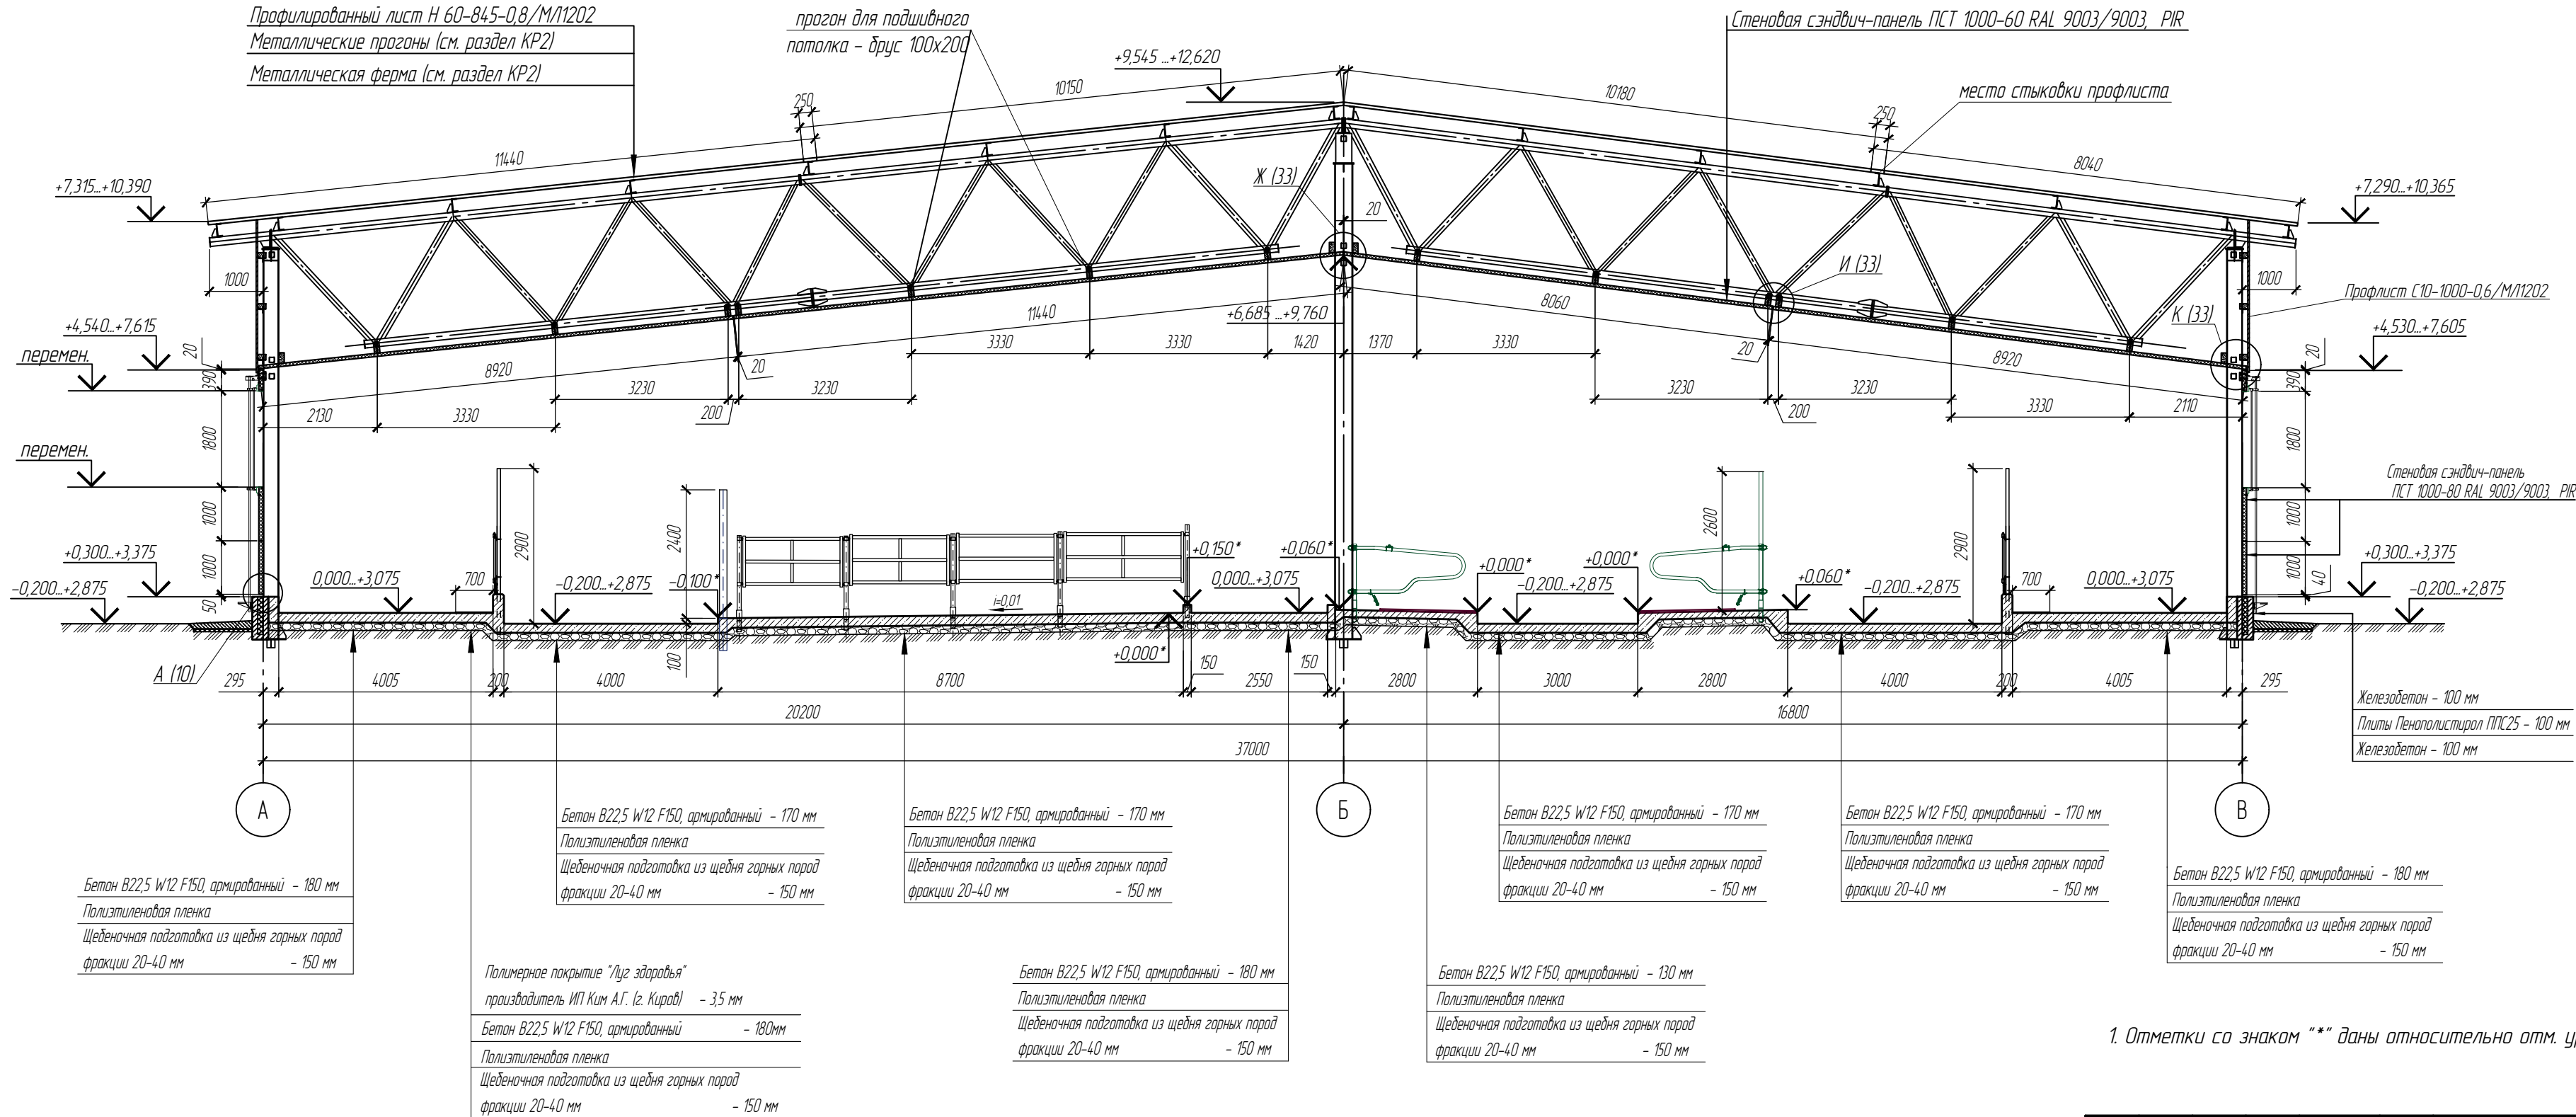 Профилированный лист Н 60-845-0,8/МЛ1202
Металлические прогоны (см. раздел КР2)
Металлическая ферма (см. раздел КР2)
прогон для подшивного
потолка - брус 100х200
Стеновая сэндвич-панель ПСТ 1000-60 RAL 9003/9003, PIR
+9,545 ...+12,620
место стыковки профлиста
10150
10180
250
250
11440
8040
+7,315...+10,390
+7,290...+10,365
Ж (33)
20
И (33)
К (33)
1000
1000
Профлист С10-1000-0,6/МЛ1202
+4,540...+7,615
+4,530...+7,605
+6,685 ...+9,760
11440
8060
8920
8920
20
20
20
20
перемен.
390
390
3330
3330
1420
1370
3330
3230
3230
3230
3230
2130
3330
200
200
3330
2110
перемен.
1800
1800
Стеновая сэндвич-панель
ПСТ 1000-80 RAL 9003/9003, PIR
1000
1000
1000
1000
50
40
2900
2400
2600
2900
+0,300...+3,375
+0,300...+3,375
-0,200...+2,875
-0,200...+2,875
0,000...+3,075
700
-0,200...+2,875
-0,100*
i=0,01
+0,150*
0,000...+3,075
+0,060*
+0,000*
-0,200...+2,875
+0,000*
+0,060*
-0,200...+2,875
700
0,000...+3,075
+0,000*
100
А (10)
295
4005
200
4000
8700
150
2550
150
2800
3000
2800
4000
200
4005
295
20200
16800
37000
Железобетон - 100 мм
Плиты Пенополистирол ППС25 - 100 мм
Железобетон - 100 мм
А
Б
В
Бетон В22,5 W12 F150, армированный - 180 мм
Полиэтиленовая пленка
Щебеночная подготовка из щебня горных пород
фракции 20-40 мм - 150 мм
Полимерное покрытие "Луг здоровья"
производитель ИП Ким А.Г. (г. Киров) - 3,5 мм
Бетон В22,5 W12 F150, армированный - 180мм
Полиэтиленовая пленка
Щебеночная подготовка из щебня горных пород
фракции 20-40 мм - 150 мм
Бетон В22,5 W12 F150, армированный - 170 мм
Полиэтиленовая пленка
Щебеночная подготовка из щебня горных пород
фракции 20-40 мм - 150 мм
Бетон В22,5 W12 F150, армированный - 170 мм
Полиэтиленовая пленка
Щебеночная подготовка из щебня горных пород
фракции 20-40 мм - 150 мм
Бетон В22,5 W12 F150, армированный - 180 мм
Полиэтиленовая пленка
Щебеночная подготовка из щебня горных пород
фракции 20-40 мм - 150 мм
Бетон В22,5 W12 F150, армированный - 130 мм
Полиэтиленовая пленка
Щебеночная подготовка из щебня горных пород
фракции 20-40 мм - 150 мм
Бетон В22,5 W12 F150, армированный - 170 мм
Полиэтиленовая пленка
Щебеночная подготовка из щебня горных пород
фракции 20-40 мм - 150 мм
Бетон В22,5 W12 F150, армированный - 170 мм
Полиэтиленовая пленка
Щебеночная подготовка из щебня горных пород
фракции 20-40 мм - 150 мм
Бетон В22,5 W12 F150, армированный - 180 мм
Полиэтиленовая пленка
Щебеночная подготовка из щебня горных пород
фракции 20-40 мм - 150 мм
1. Отметки со знаком "*" даны относительно отм.